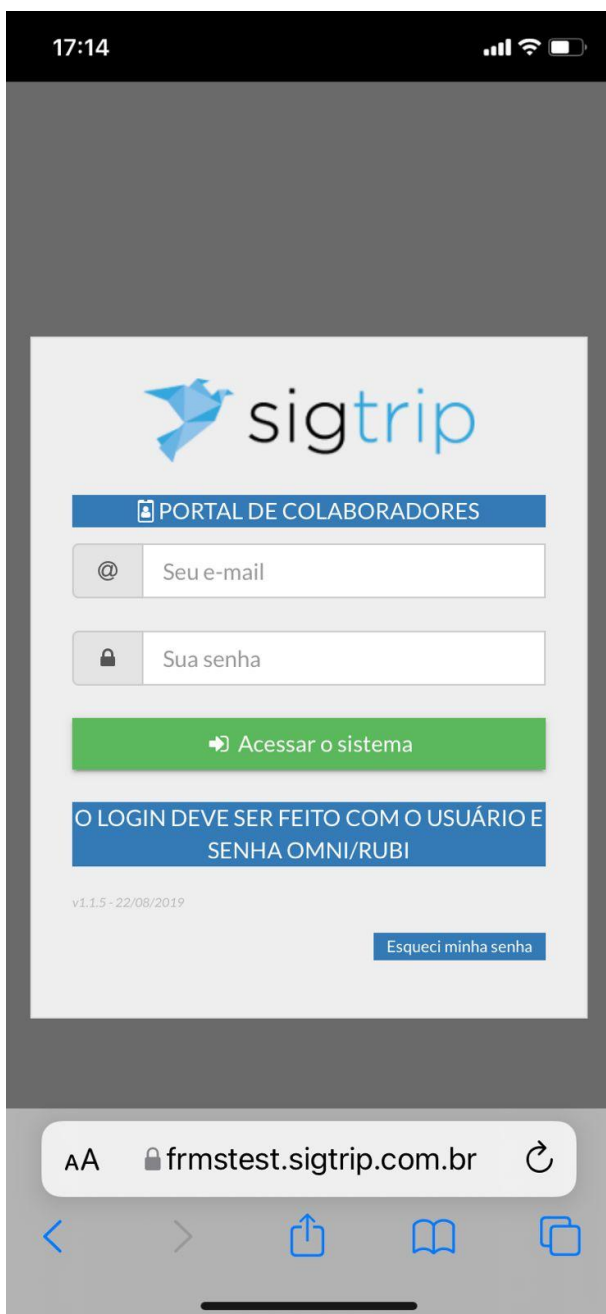 17:14
sigtrip
PORTAL DE COLABORADORES
@ Seu e-mail
Sua senha
Acessar o sistema
O LOGIN DEVE SER FEITO COM O USUÁRIO E
SENHA OMNI/RUBI
v1.1.5 - 22/08/2019
Esqueci minha senha
AA frmstest.sigtrip.com.br